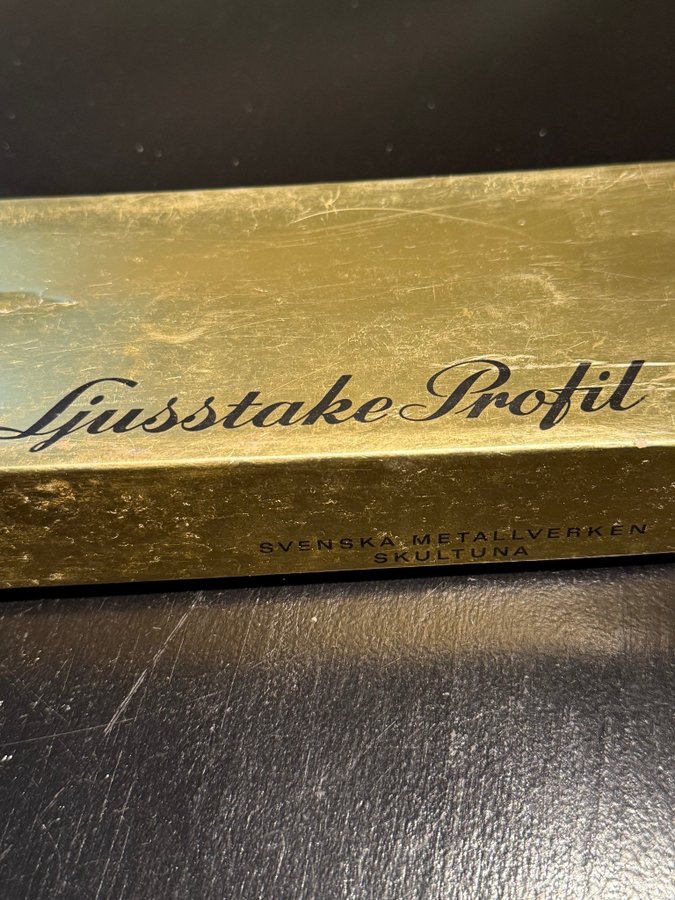 Ljusstake Profil
SVENSKA METALLVERKEN
SKULTUNA